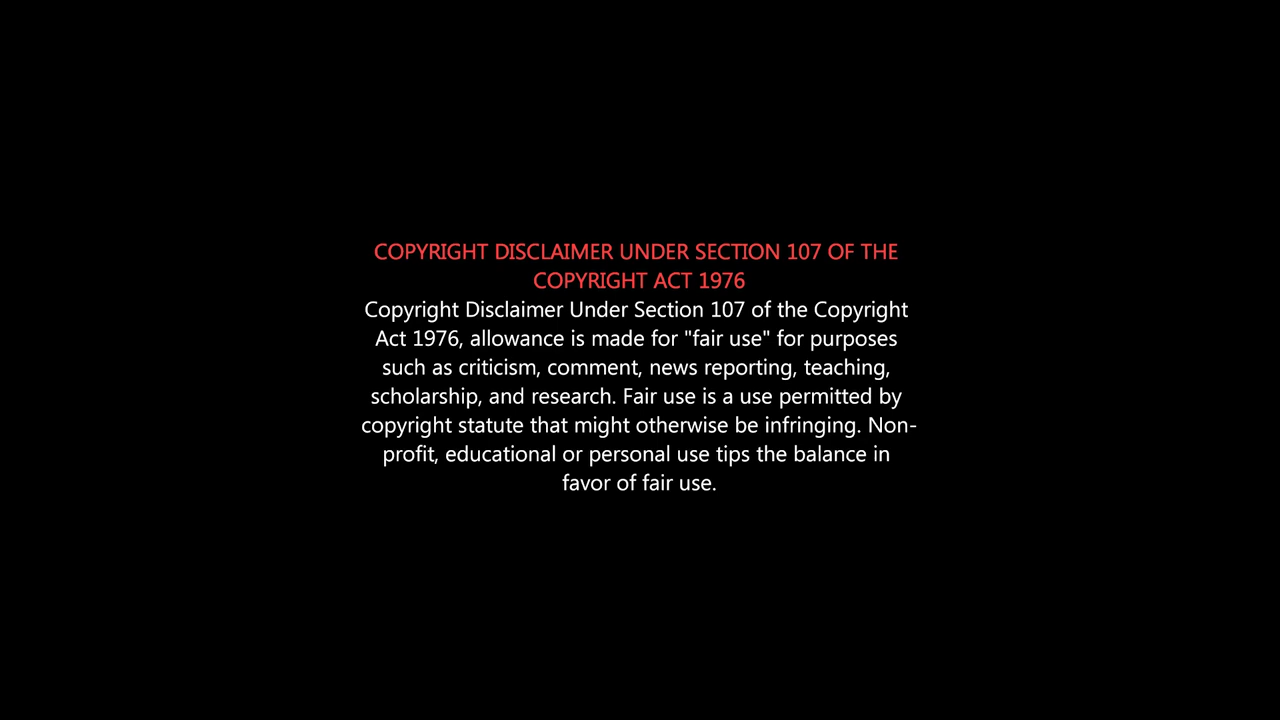 COPYRIGHT DISCLAIMER UNDER SECTION 107 OF THE
COPYRIGHT ACT 1976
Copyright Disclaimer Under Section 107 of the Copyright
Act 1976, allowance is made for "fair use" for purposes
such as criticism, comment, news reporting, teaching,
scholarship, and research. Fair use is a use permitted by
copyright statute that might otherwise be infringing. Non-
profit, educational or personal use tips the balance in
favor of fair use.